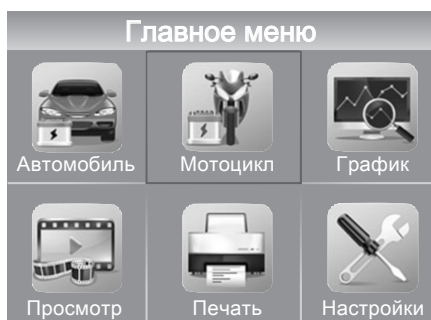 Главное меню
Автомобиль
Мотоцикл
График
Просмотр
Печать
Настройки